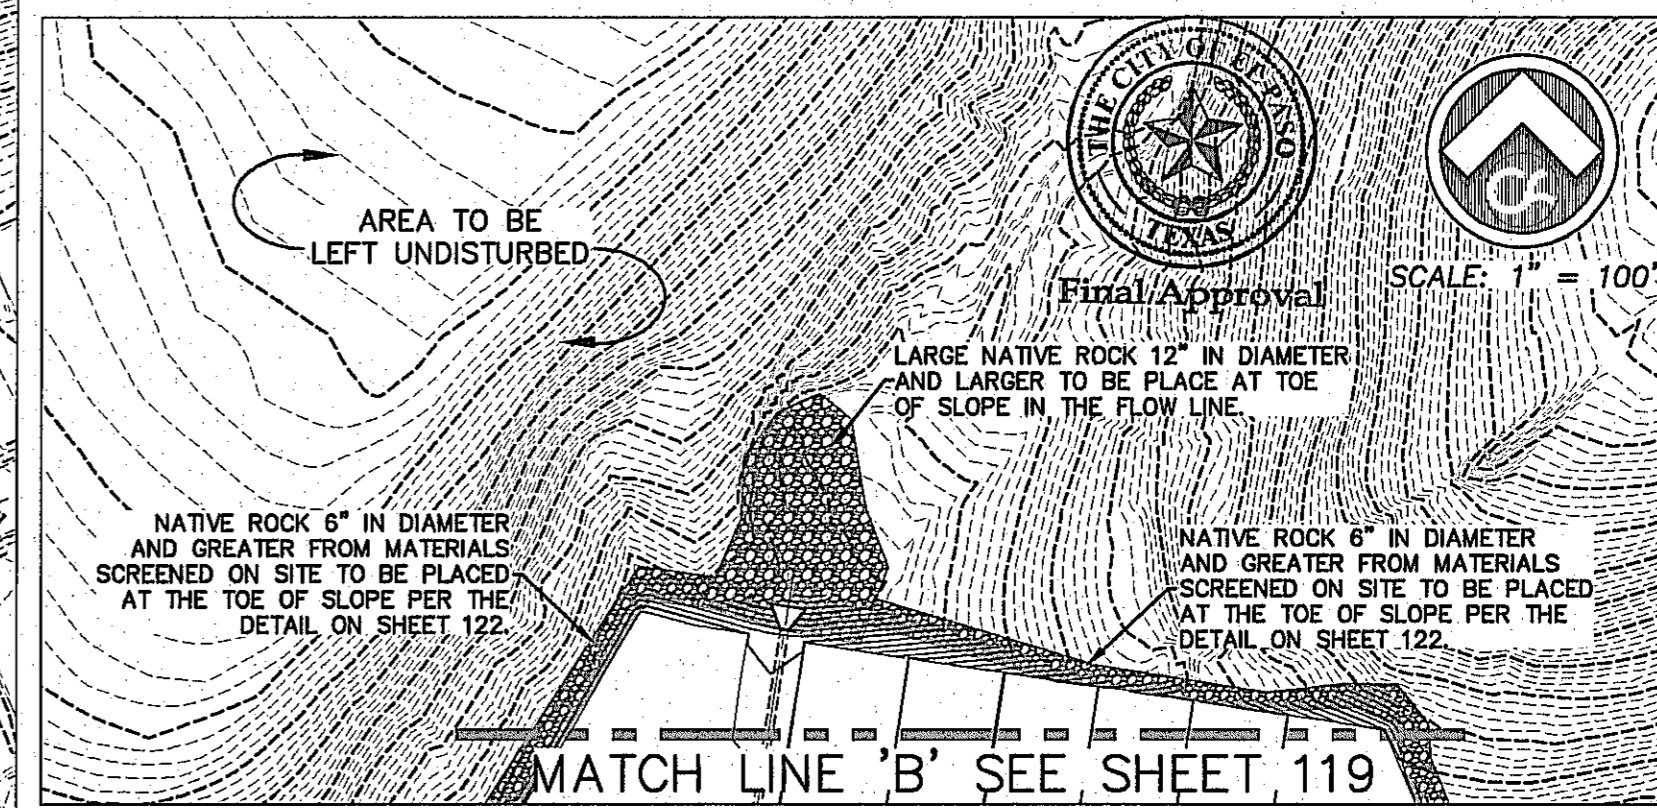 THE CITY OF EL PASO
TEXAS
Final Approval
SCALE: 1" = 100'
AREA TO BE
LEFT UNDISTURBED
LARGE NATIVE ROCK 12" IN DIAMETER
AND LARGER TO BE PLACE AT TOE
OF SLOPE IN THE FLOW LINE.
NATIVE ROCK 6" IN DIAMETER
AND GREATER FROM MATERIALS
SCREENED ON SITE TO BE PLACED
AT THE TOE OF SLOPE PER THE
DETAIL ON SHEET 122.
NATIVE ROCK 6" IN DIAMETER
AND GREATER FROM MATERIALS
SCREENED ON SITE TO BE PLACED
AT THE TOE OF SLOPE PER THE
DETAIL ON SHEET 122.
MATCH LINE 'B' SEE SHEET 119